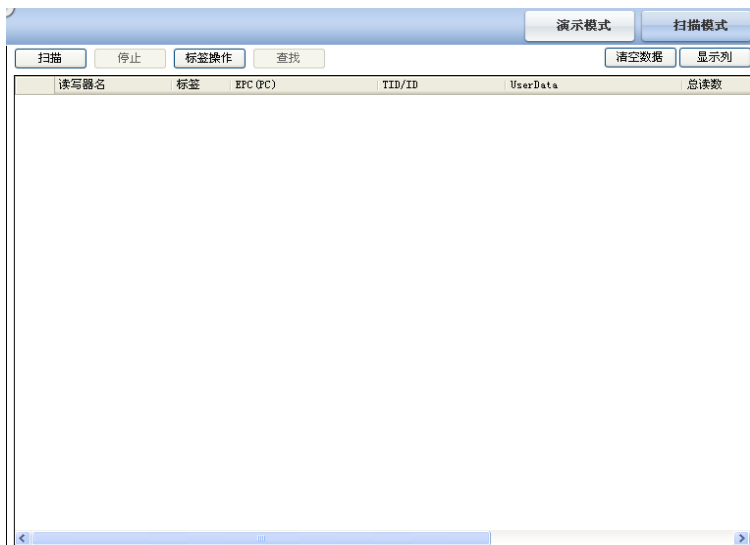 演示模式 扫描模式
扫描 停止 标签操作 查找 清空数据 显示列
读写器名 标签 EPC(PC) TID/ID UserData 总读数